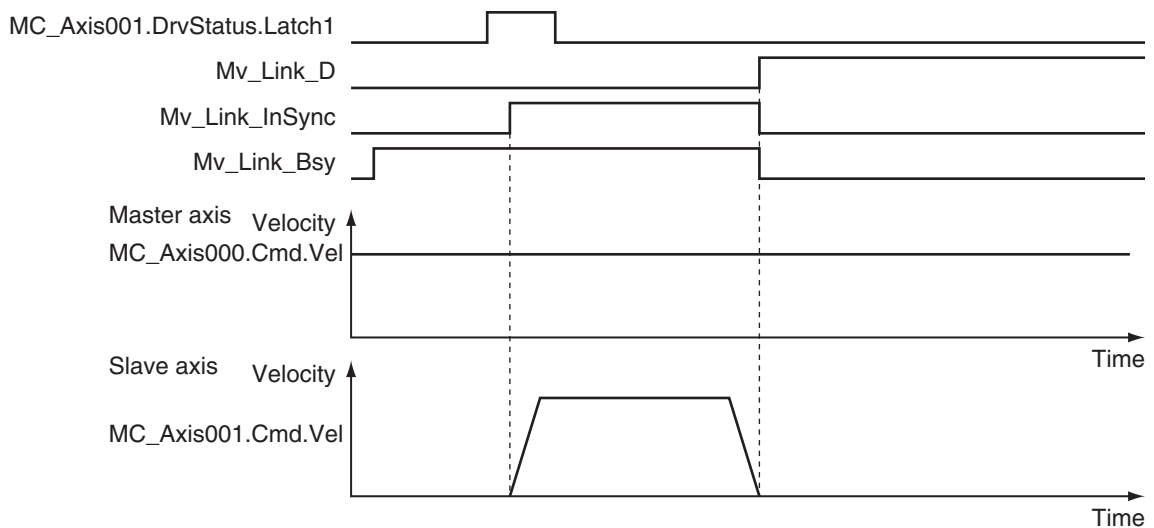 MC_Axis001.DrvStatus.Latch1
Mv_Link_D
Mv_Link_InSync
Mv_Link_Bsy
Master axis Velocity
MC_Axis000.Cmd.Vel
Time
Slave axis Velocity
MC_Axis001.Cmd.Vel
Time